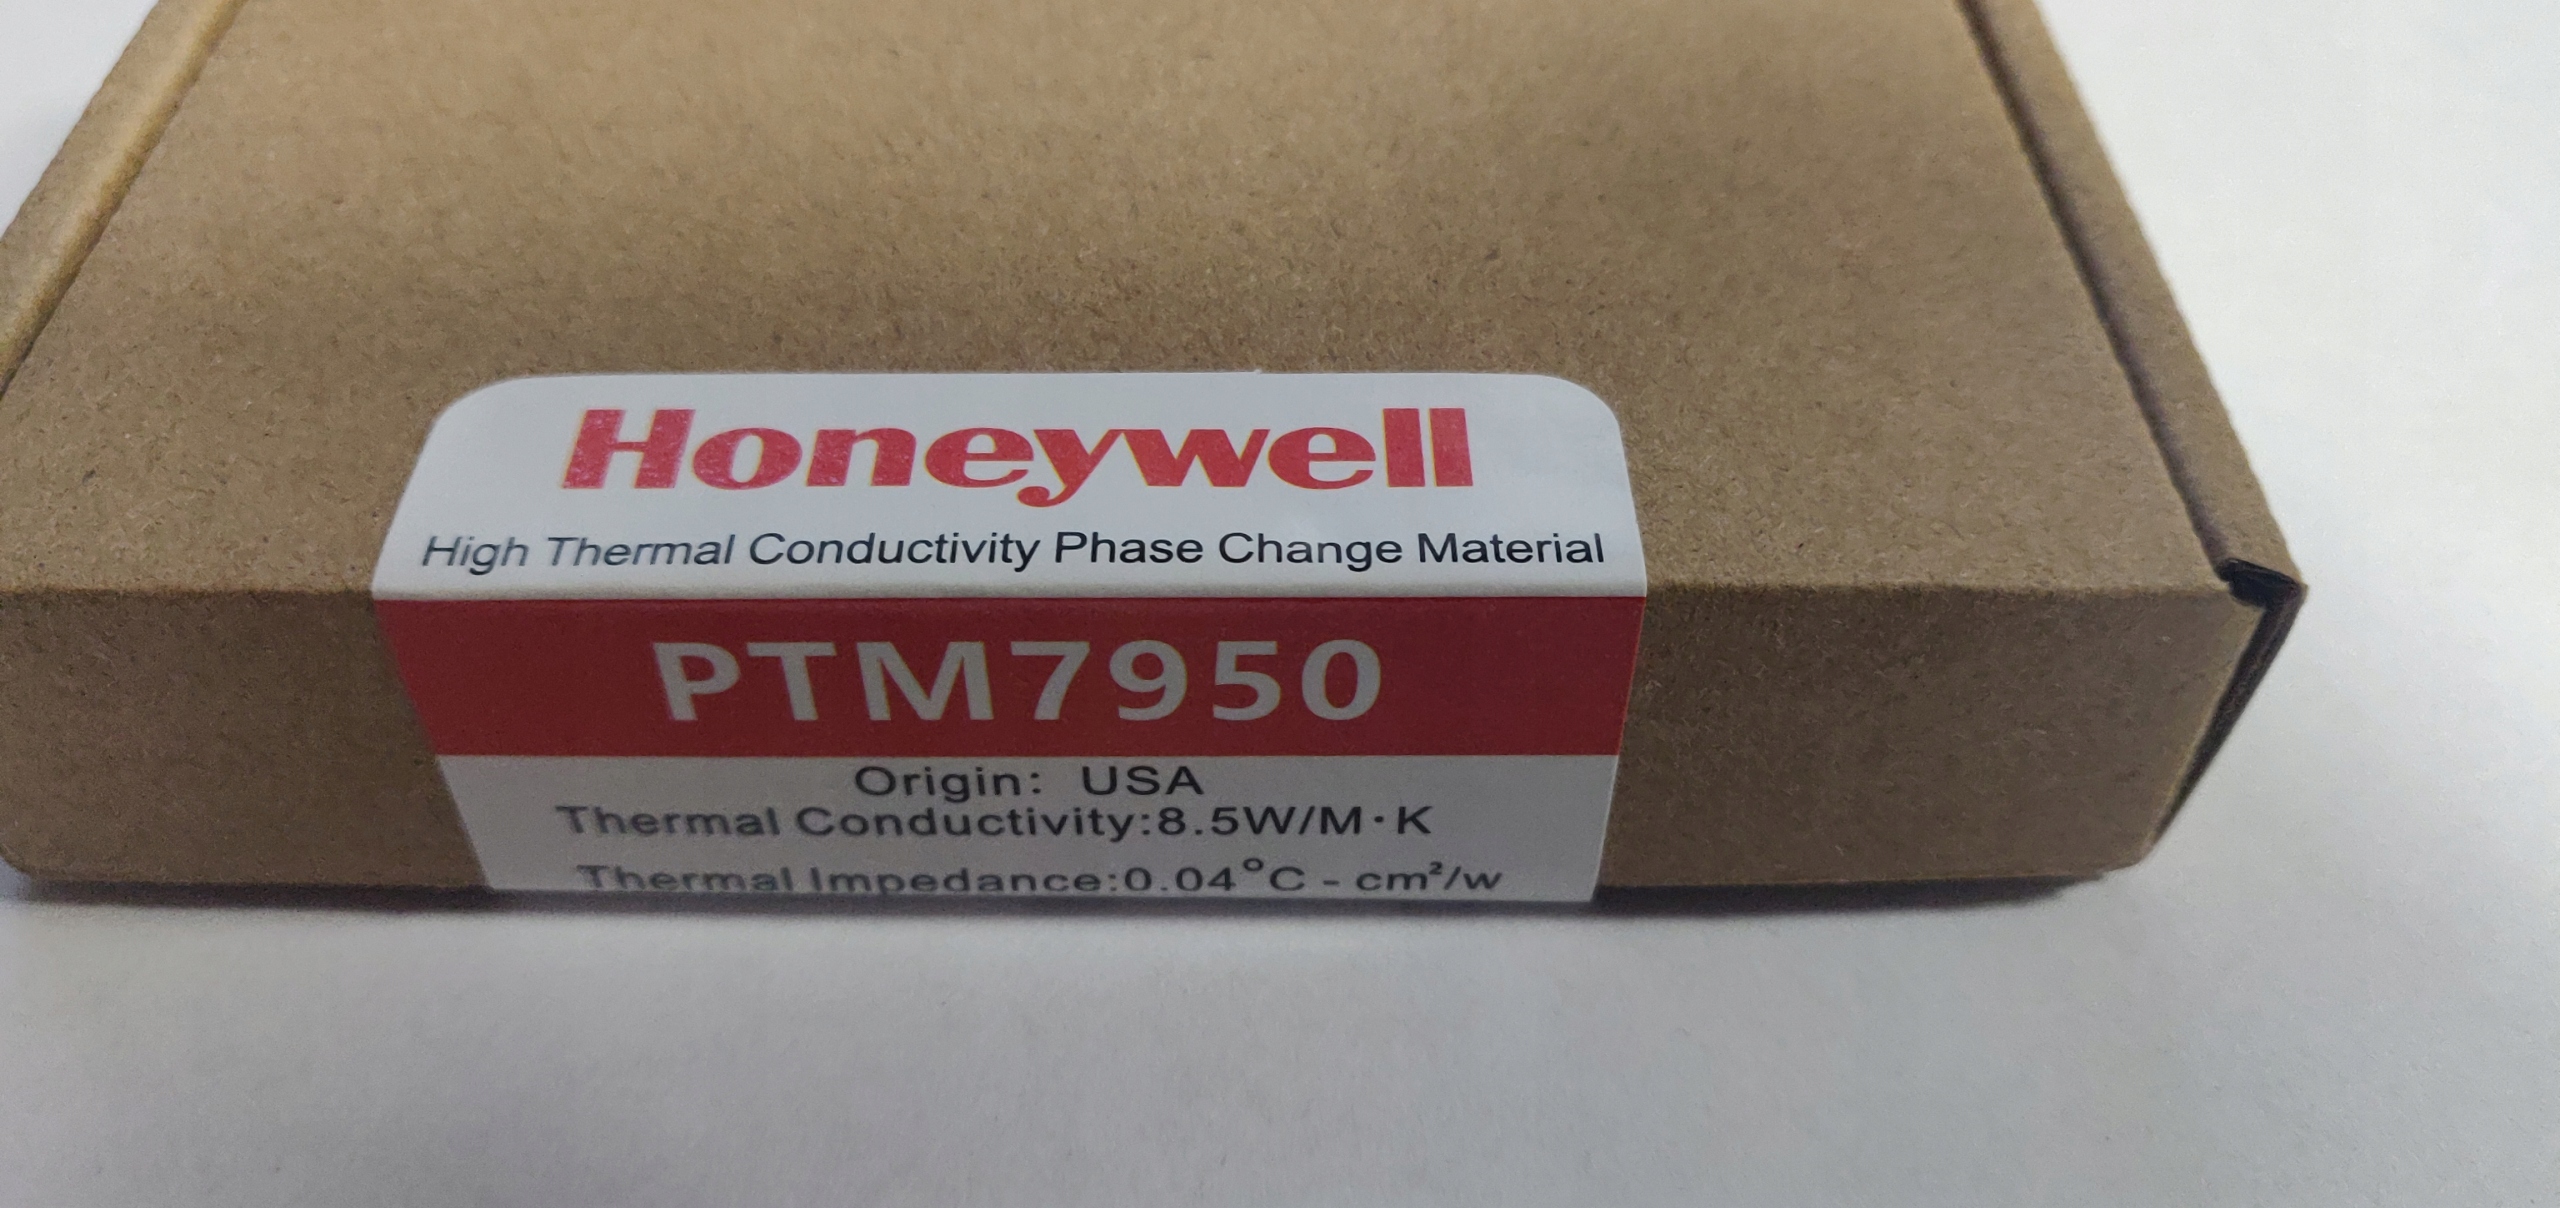 Honeywell
High Thermal Conductivity Phase Change Material
PTM7950
Origin: USA
Thermal Conductivity:8.5W/M·K
Thermal Impedance:0.04°C - cm²/w